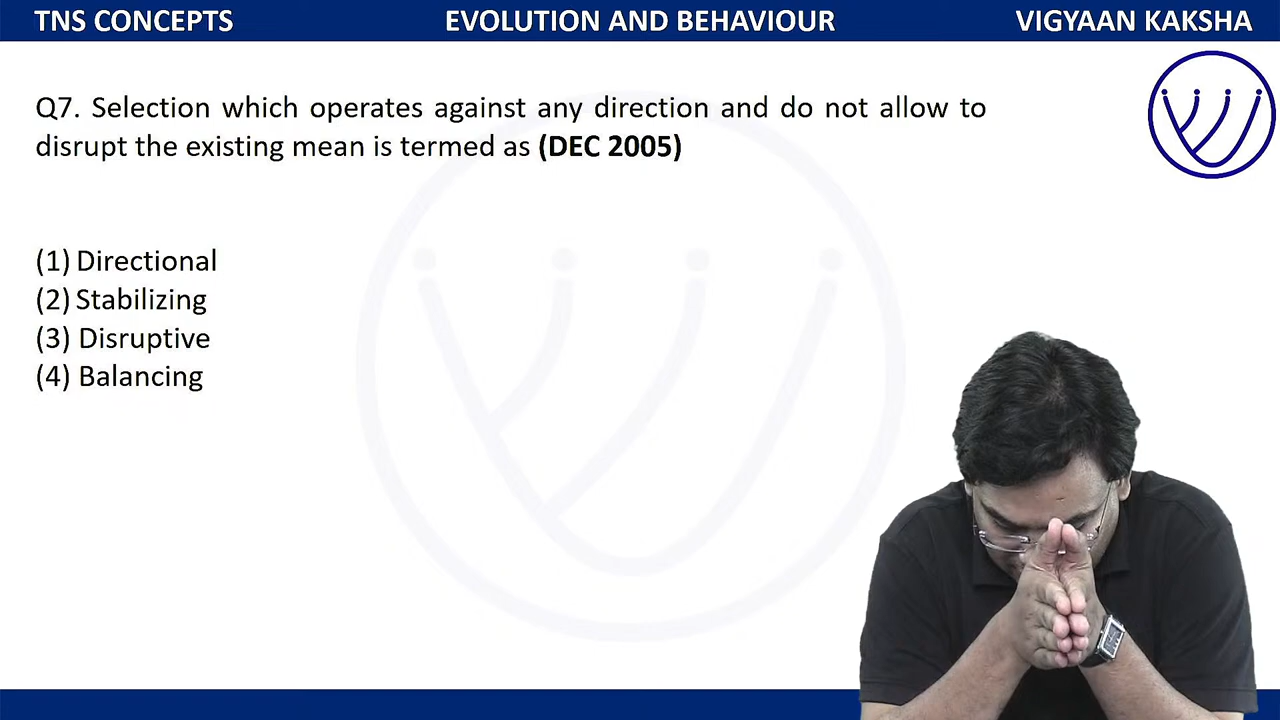 TNS CONCEPTS EVOLUTION AND BEHAVIOUR VIGYAAN KAKSHA
Q7. Selection which operates against any direction and do not allow to
disrupt the existing mean is termed as (DEC 2005)
(1) Directional
(2) Stabilizing
(3) Disruptive
(4) Balancing